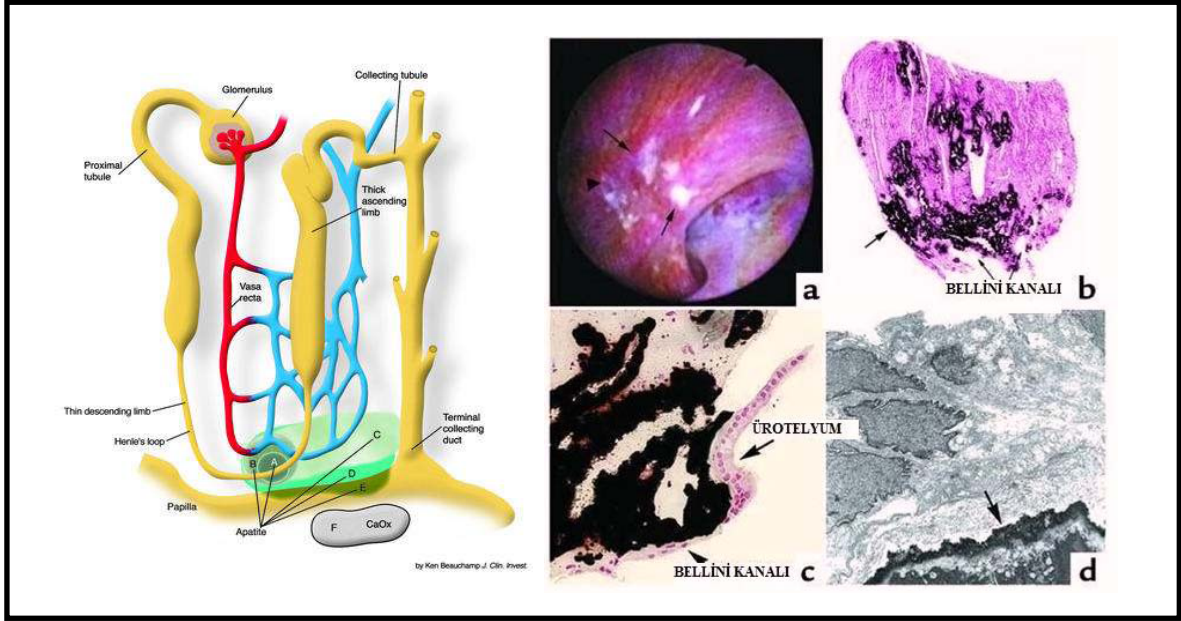 Glomerulus
Collecting tubule
Proximal
tubule
Thick
ascending
limb
Vasa
recta
Thin descending limb
Henle's loop
Terminal
collecting
duct
B
A
C
D
E
Papilla
Apatite
F
CaOx
by Ken Beauchamp J. Clin. Invest.
a
BELLİNİ KANALI
b
ÜROTELYUM
BELLİNİ KANALI
c
d